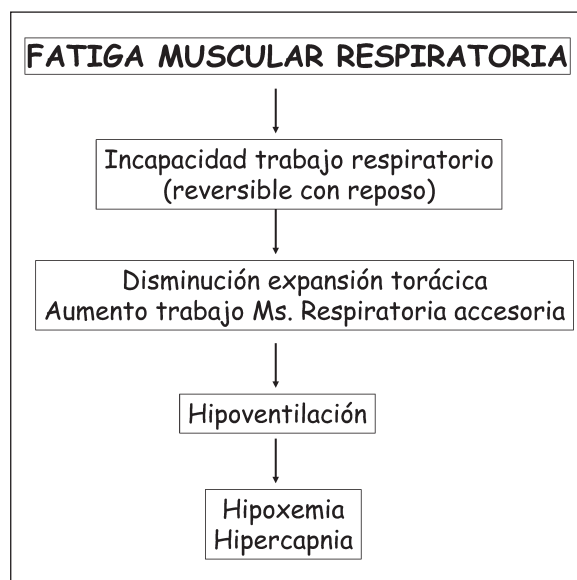 FATIGA MUSCULAR RESPIRATORIA
Incapacidad trabajo respiratorio
(reversible con reposo)
Disminución expansión torácica
Aumento trabajo Ms. Respiratoria accesoria
Hipoventilación
Hipoxemia
Hipercapnia